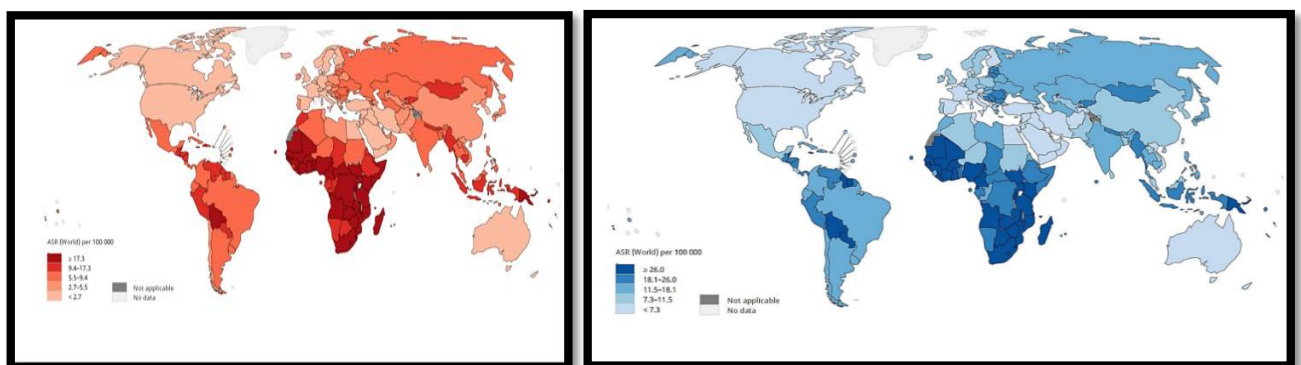 ASR (World) per 100 000
≥ 17.3
9.4–17.3
5.5–9.4
2.7–5.5
< 2.7
Not applicable
No data
ASR (World) per 100 000
≥ 26.0
18.1–26.0
11.5–18.1
7.3–11.5
< 7.3
Not applicable
No data